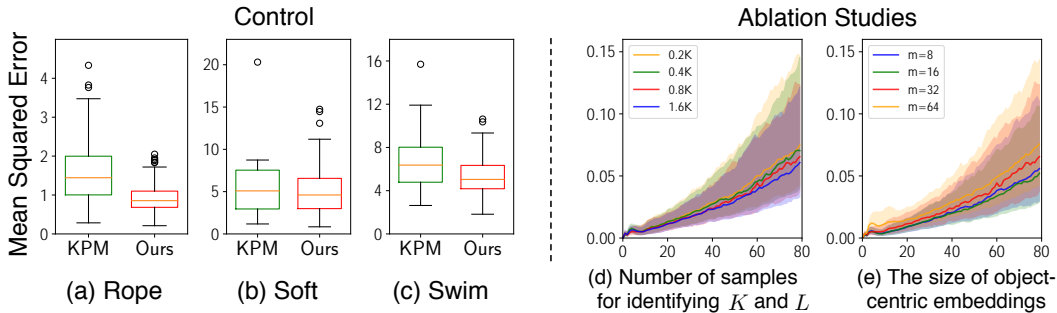 Control
Ablation Studies
Mean Squared Error
4
3
2
1
0
KPM Ours
(a) Rope
20
15
10
5
0
KPM Ours
(b) Soft
16
12
8
4
0
KPM Ours
(c) Swim
0.15
0.10
0.05
0.00
0.2K
0.4K
0.8K
1.6K
0 20 40 60 80
(d) Number of samples
for identifying K and L
0.15
0.10
0.05
0.00
m=8
m=16
m=32
m=64
0 20 40 60 80
(e) The size of object-
centric embeddings